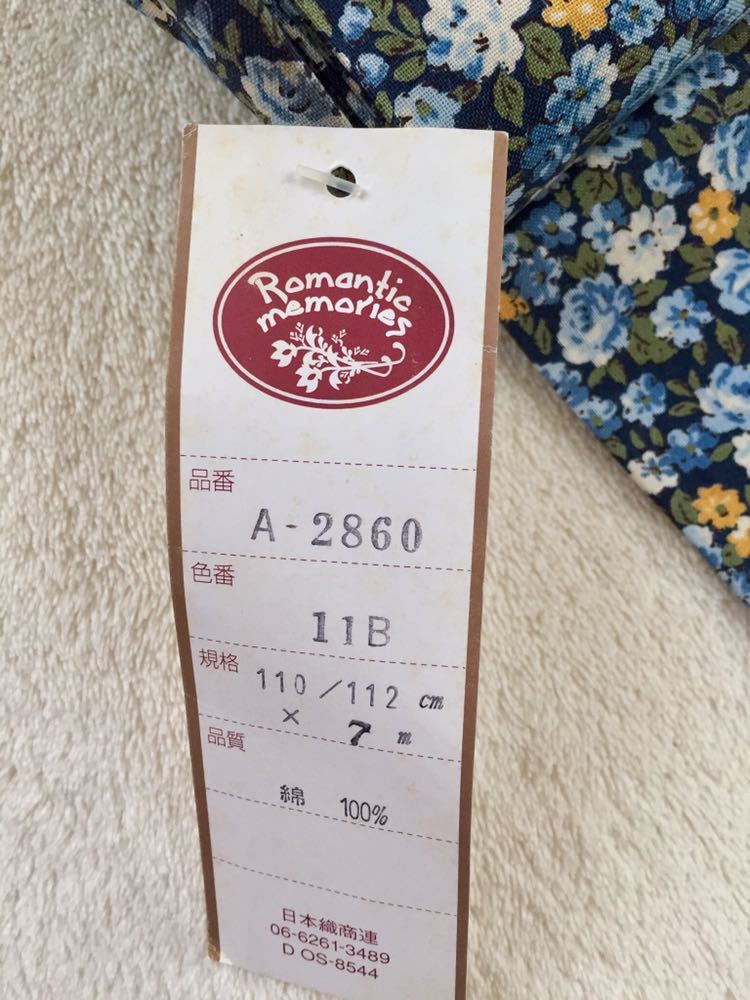 Romantic
memories
品番
A-2860
色番
11B
規格
110/112 cm
× 7 m
品質
綿 100%
日本織商連
06-6261-3489
D OS-8544